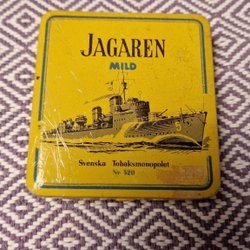 JAGAREN
MILD
Svenska Tobaksmonopolet
Nr 420